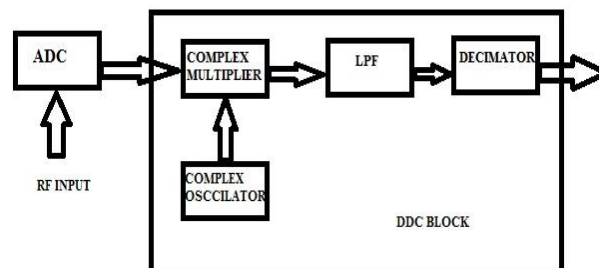 ADC
COMPLEX
MULTIPLIER
LPF
DECIMATOR
RF INPUT
COMPLEX
OSCCILATOR
DDC BLOCK